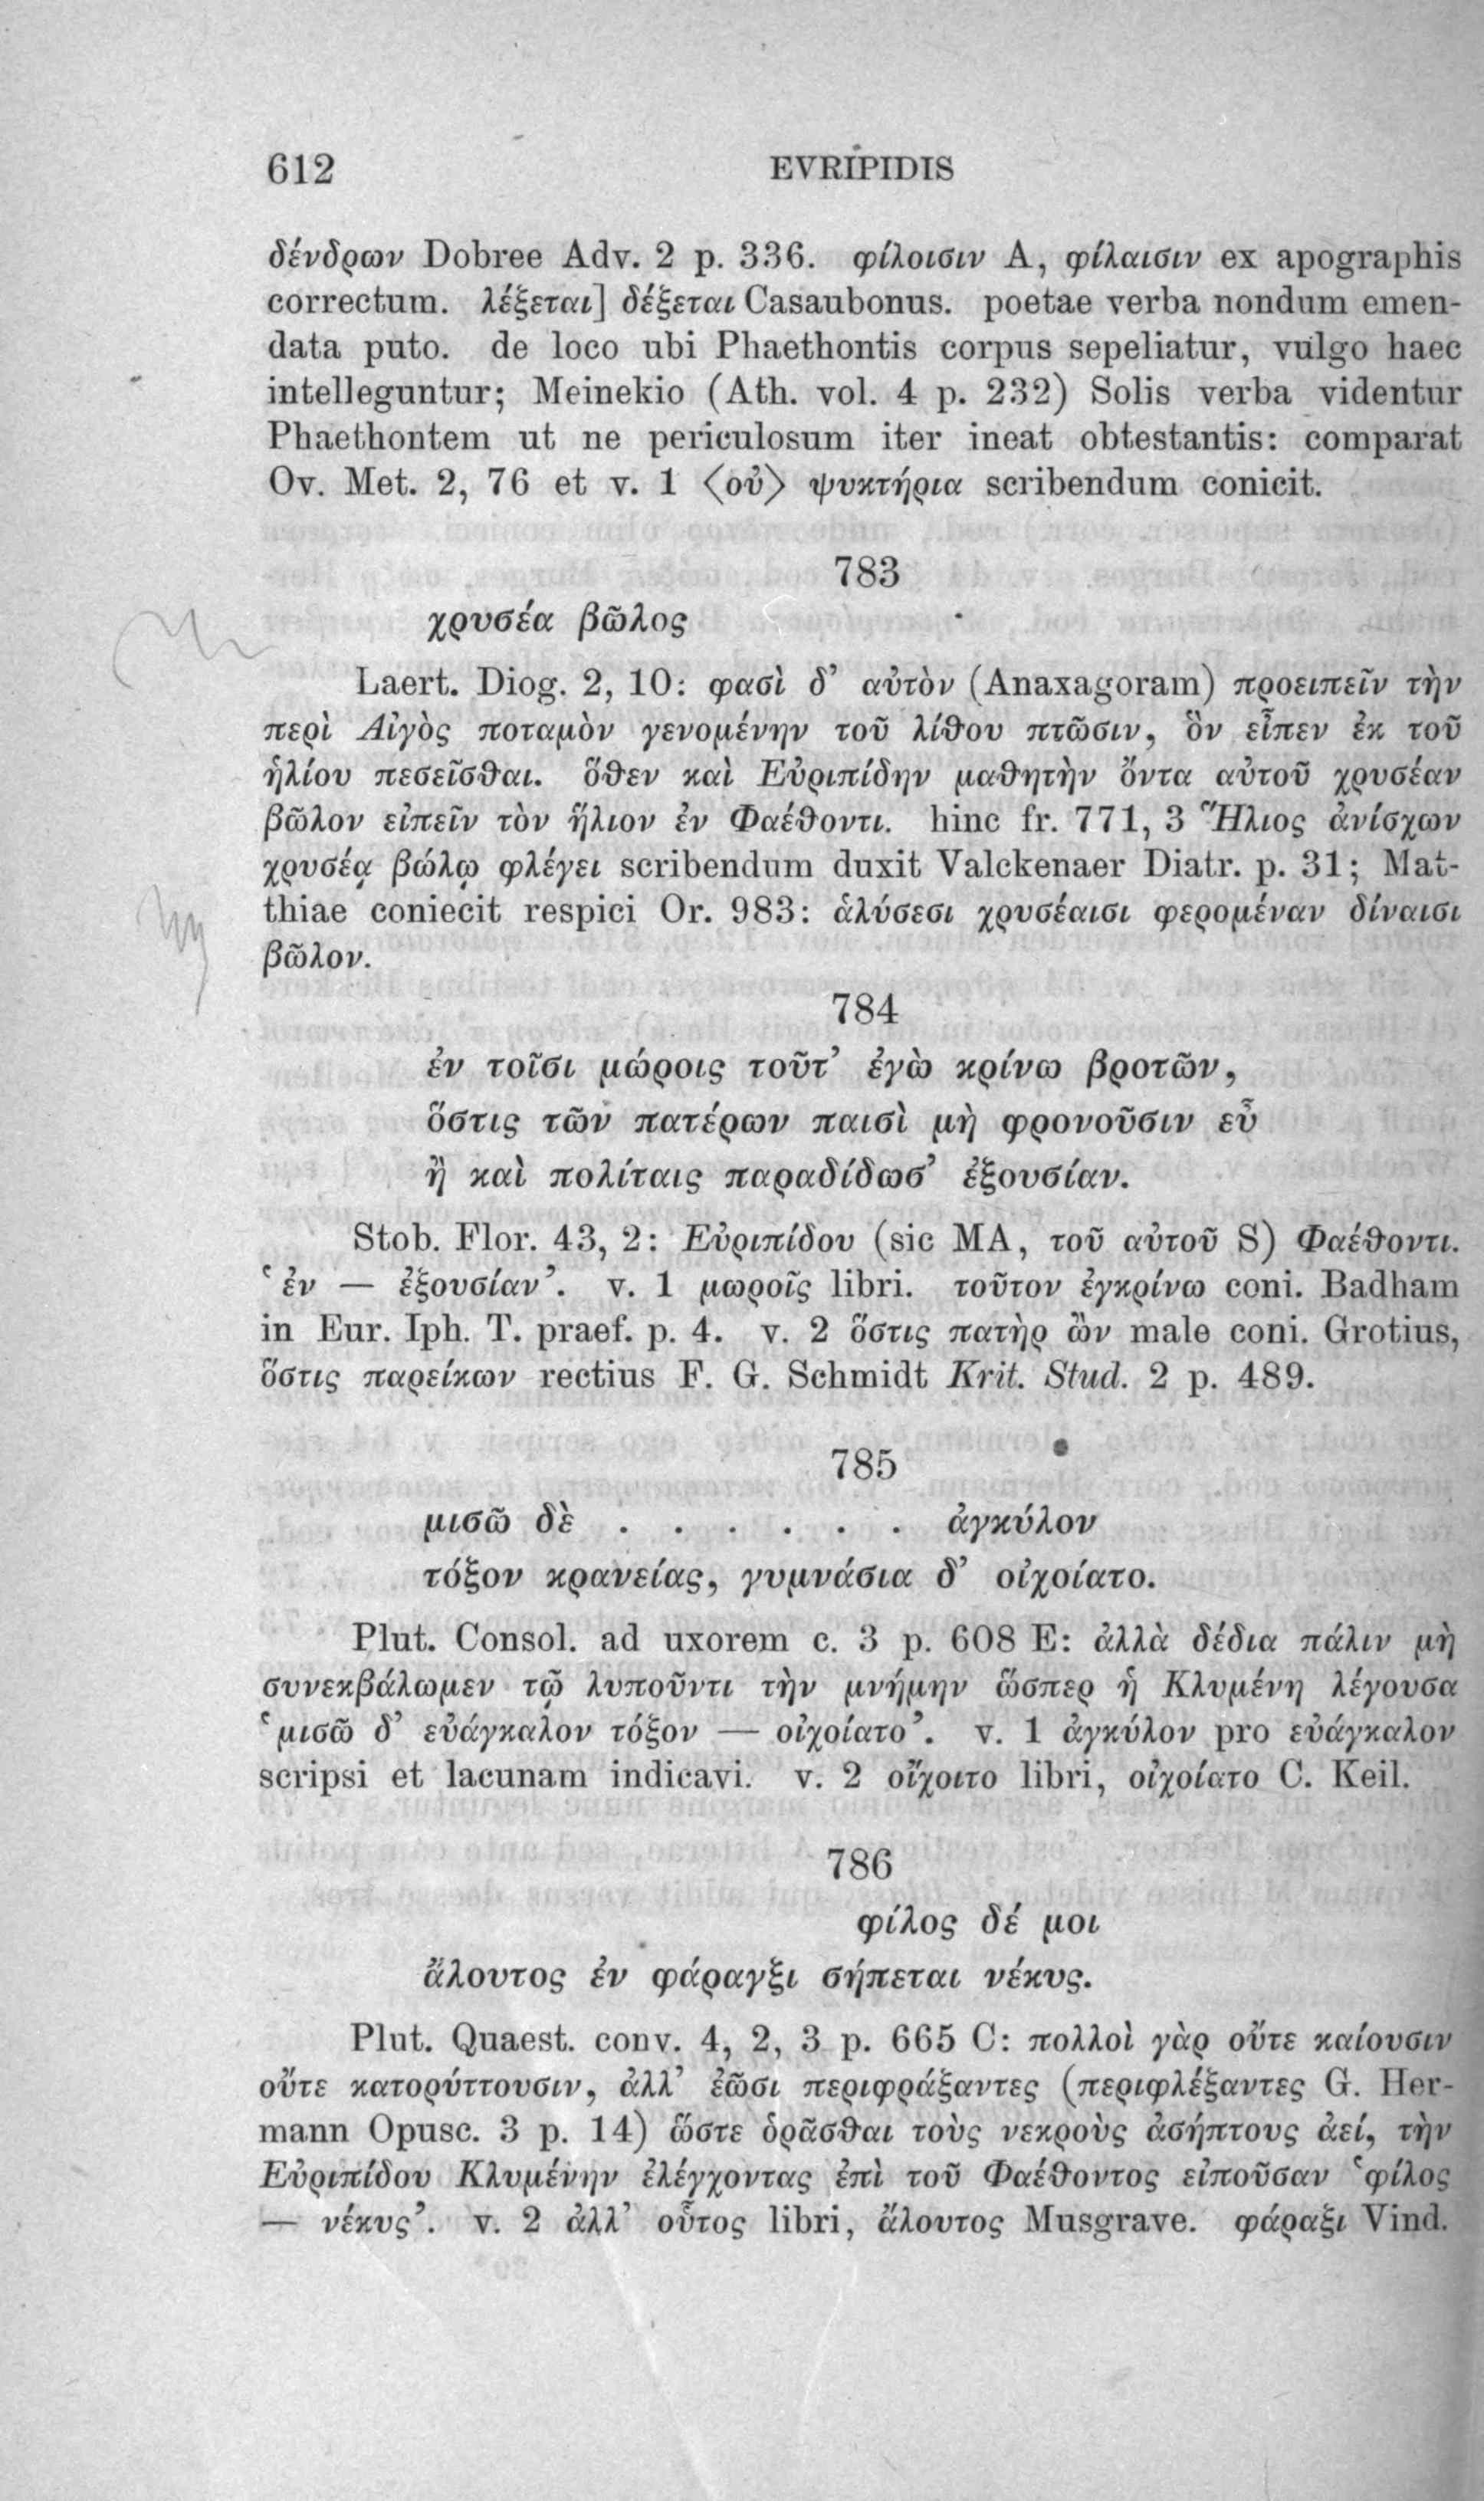 612 EVRIPIDIS
δένδρων Dobree Adv. 2 p. 336. φίλοισιν A, φίλαισιν ex apographis
correctum. λέξεται] δέξεται Casaubonus. poetae verba nondum emen-
data puto. de loco ubi Phaethontis corpus sepeliatur, vulgo haec
intelleguntur; Meinekio (Ath. vol. 4 p. 232) Solis verba videntur
Phaethontem ut ne periculosum iter ineat obtestantis: comparat
Ov. Met. 2, 76 et v. 1 ⟨οὐ⟩ ψυκτήρια scribendum conicit.
783
χρυσέα βῶλος
Laert. Diog. 2, 10: φασὶ δ’ αὐτὸν (Anaxagoram) προειπεῖν τὴν
περὶ Αἰγὸς ποταμὸν γενομένην τοῦ λίθου πτῶσιν, ὃν εἶπεν ἐκ τοῦ
ἡλίου πεσεῖσθαι. ὅθεν καὶ Εὐριπίδην μαθητὴν ὄντα αὐτοῦ χρυσέαν
βῶλον εἰπεῖν τὸν ἥλιον ἐν Φαέθοντι. hinc fr. 771, 3 Ἥλιος ἀνίσχων
χρυσέᾳ βώλῳ φλέγει scribendum duxit Valckenaer Diatr. p. 31; Mat-
thiae coniecit respici Or. 983: ἁλύσεσι χρυσέαισι φερομέναν δίναισι
βῶλον.
784
ἐν τοῖσι μώροις τοῦτ’ ἐγὼ κρίνω βροτῶν,
ὅστις τῶν πατέρων παισὶ μὴ φρονοῦσιν εὖ
ἢ καὶ πολίταις παραδίδωσ’ ἐξουσίαν.
Stob. Flor. 43, 2: Εὐριπίδου (sic MA, τοῦ αὐτοῦ S) Φαέθοντι.
‘ἐν — ἐξουσίαν’. v. 1 μωροῖς libri. τοῦτον ἐγκρίνω coni. Badham
in Eur. Iph. T. praef. p. 4. v. 2 ὅστις πατὴρ ὢν male coni. Grotius,
ὅστις παρείκων rectius F. G. Schmidt Krit. Stud. 2 p. 489.
785
μισῶ δὲ . . . . . . ἀγκύλον
τόξον κρανείας, γυμνάσια δ’ οἰχοίατο.
Plut. Consol. ad uxorem c. 3 p. 608 E: ἀλλὰ δέδια πάλιν μὴ
συνεκβάλωμεν τῷ λυποῦντι τὴν μνήμην ὥσπερ ἡ Κλυμένη λέγουσα
‘μισῶ δ’ εὐάγκαλον τόξον — οἰχοίατο’. v. 1 ἀγκύλον pro εὐάγκαλον
scripsi et lacunam indicavi. v. 2 οἴχοιτο libri, οἰχοίατο C. Keil.
786
φίλος δέ μοι
ἄλουτος ἐν φάραγξι σήπεται νέκυς.
Plut. Quaest. conv. 4, 2, 3 p. 665 C: πολλοὶ γὰρ οὔτε καίουσιν
οὔτε κατορύττουσιν, ἀλλ’ ἐῶσι περιφράξαντες (περιφλέξαντες G. Her-
mann Opusc. 3 p. 14) ὥστε ὁρᾶσθαι τοὺς νεκροὺς ἀσήπτους ἀεί, τὴν
Εὐριπίδου Κλυμένην ἐλέγχοντας ἐπὶ τοῦ Φαέθοντος εἰποῦσαν ‘φίλος
— νέκυς’. v. 2 ἀλλ’ οὗτος libri, ἄλουτος Musgrave. φάραξι Vind.